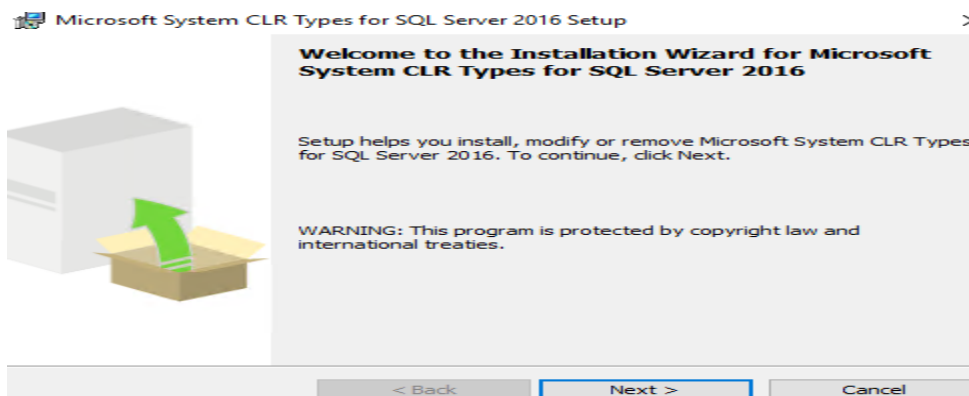 Microsoft System CLR Types for SQL Server 2016 Setup
Welcome to the Installation Wizard for Microsoft
System CLR Types for SQL Server 2016
Setup helps you install, modify or remove Microsoft System CLR Types
for SQL Server 2016. To continue, click Next.
WARNING: This program is protected by copyright law and
international treaties.
< Back
Next >
Cancel